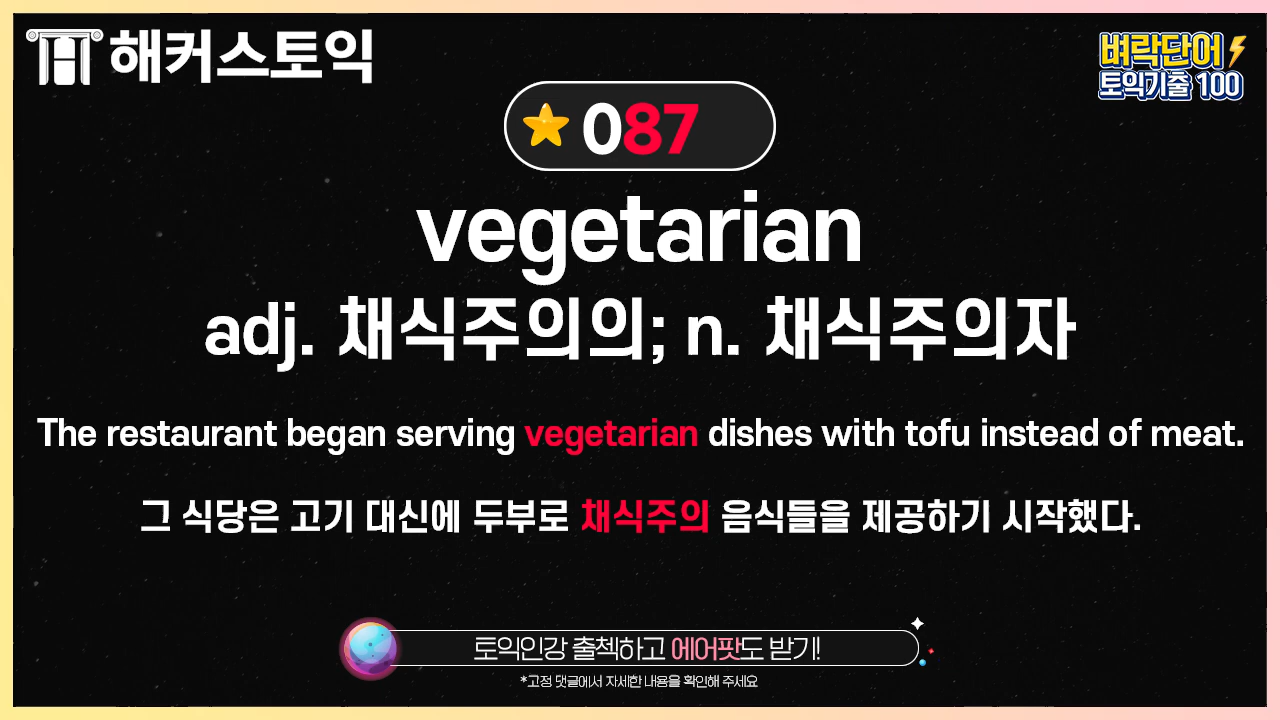 해커스토익
벼락단어
토익기출 100
087
vegetarian
adj. 채식주의의; n. 채식주의자
The restaurant began serving vegetarian dishes with tofu instead of meat.
그 식당은 고기 대신에 두부로 채식주의 음식들을 제공하기 시작했다.
토익인강 출첵하고 에어팟도 받기!
*고정 댓글에서 자세한 내용을 확인해 주세요